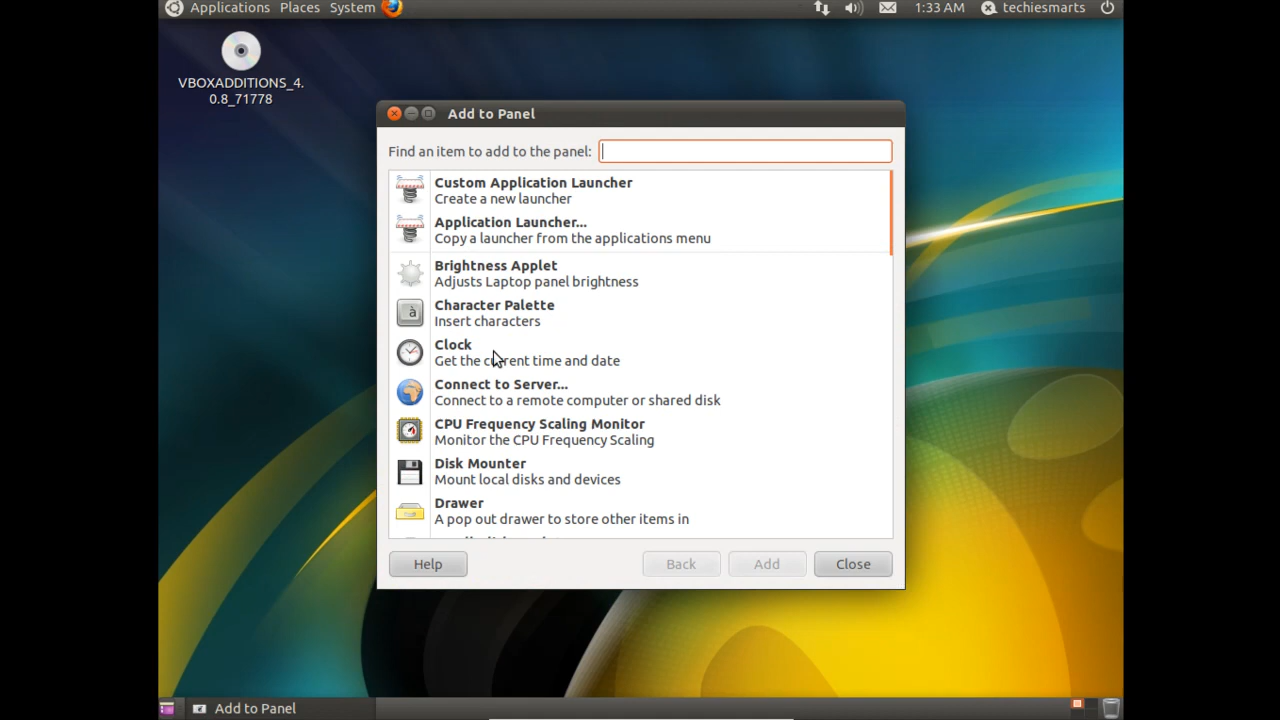 Applications Places System
1:33 AM techiesmarts
VBOXADDITIONS_4.
0.8_71778
Add to Panel
Find an item to add to the panel:
Custom Application Launcher
Create a new launcher
Application Launcher...
Copy a launcher from the applications menu
Brightness Applet
Adjusts Laptop panel brightness
Character Palette
Insert characters
Clock
Get the current time and date
Connect to Server...
Connect to a remote computer or shared disk
CPU Frequency Scaling Monitor
Monitor the CPU Frequency Scaling
Disk Mounter
Mount local disks and devices
Drawer
A pop out drawer to store other items in
Help Back Add Close
Add to Panel